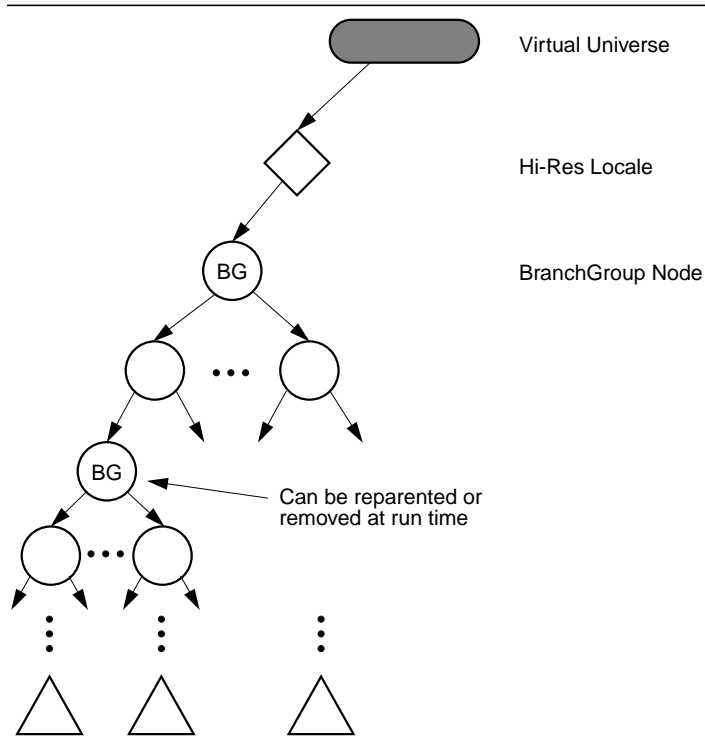 Virtual Universe
Hi-Res Locale
BG
BranchGroup Node
BG
Can be reparented or
removed at run time